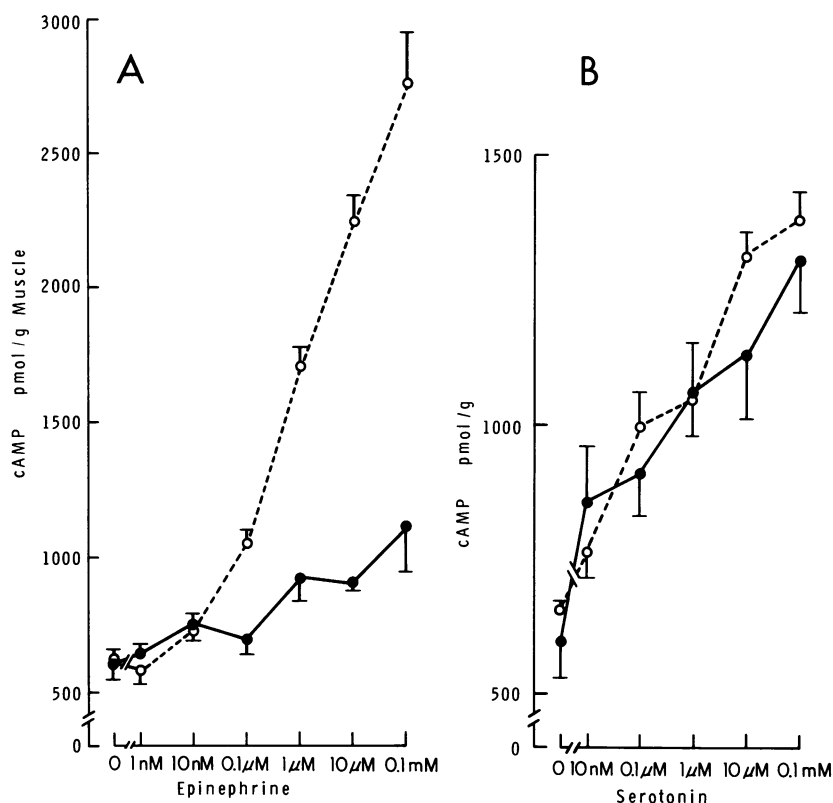 A
3000
2500
2000
1500
1000
500
0
cAMP pmol/g Muscle
0 1nM 10nM 0.1μM 1μM 10μM 0.1mM
Epinephrine
B
1500
1000
500
0
cAMP pmol/g
0 10nM 0.1μM 1μM 10μM 0.1mM
Serotonin